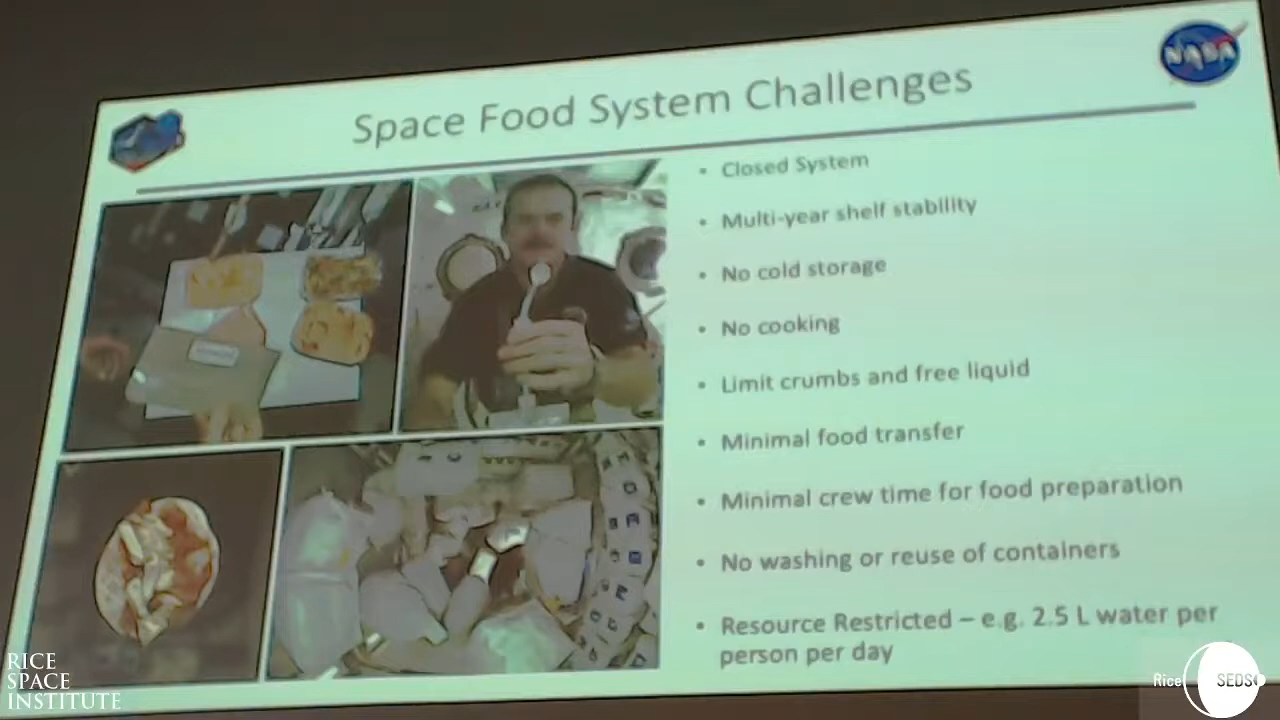 NASA
Space Food System Challenges
• Closed System
• Multi-year shelf stability
• No cold storage
• No cooking
• Limit crumbs and free liquid
• Minimal food transfer
• Minimal crew time for food preparation
• No washing or reuse of containers
• Resource Restricted – e.g. 2.5 L water per
person per day
RICE
SPACE
INSTITUTE
Rice SEDS